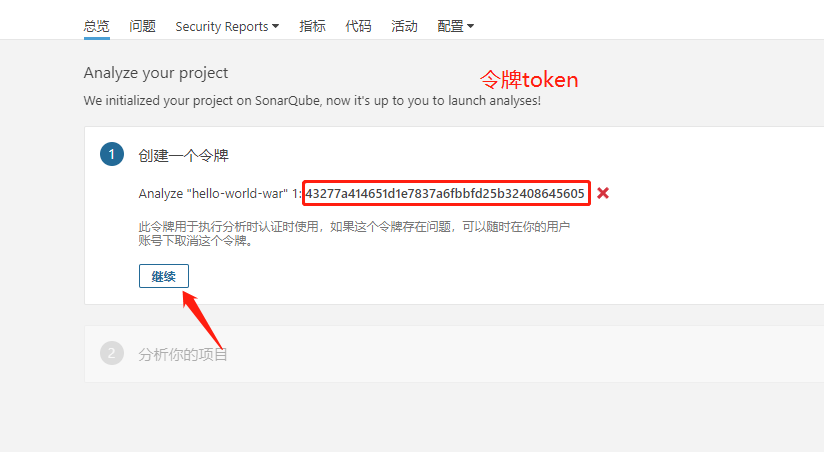 总览 问题 Security Reports 指标 代码 活动 配置
Analyze your project
令牌token
We initialized your project on SonarQube, now it's up to you to launch analyses!
1 创建一个令牌
Analyze "hello-world-war" 1: 43277a414651d1e7837a6fbbfd25b32408645605
此令牌用于执行分析时认证时使用，如果这个令牌存在问题，可以随时在你的用户
账号下取消这个令牌。
继续
2 分析你的项目